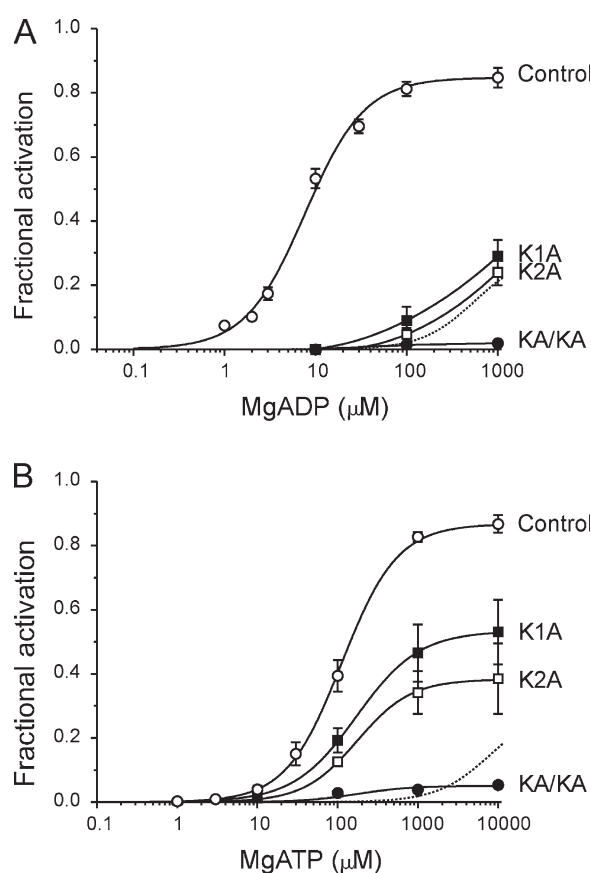 A
1.0
0.8
0.6
0.4
0.2
0.0
Fractional activation
Control
K1A
K2A
KA/KA
0.1 1 10 100 1000
MgADP (μM)
B
1.0
0.8
0.6
0.4
0.2
0.0
Fractional activation
Control
K1A
K2A
KA/KA
0.1 1 10 100 1000 10000
MgATP (μM)